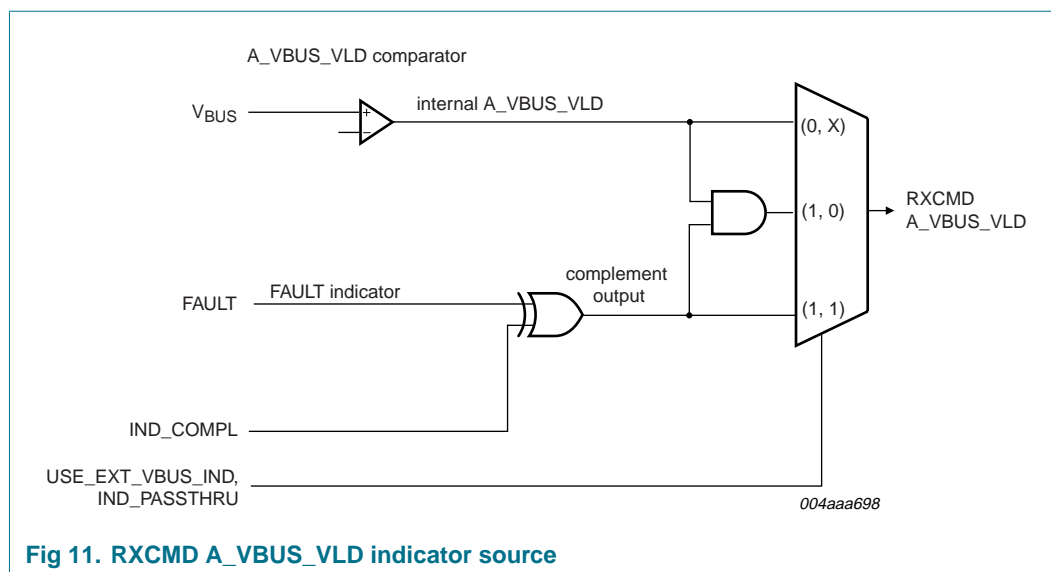 A_VBUS_VLD comparator
VBUS
+
−
internal A_VBUS_VLD
(0, X)
(1, 0)
RXCMD
A_VBUS_VLD
complement
output
FAULT
FAULT indicator
(1, 1)
IND_COMPL
USE_EXT_VBUS_IND,
IND_PASSTHRU
004aaa698
Fig 11. RXCMD A_VBUS_VLD indicator source